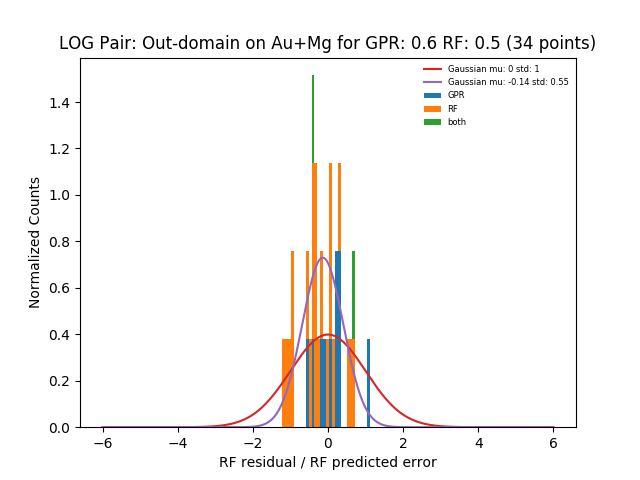 LOG Pair: Out-domain on Au+Mg for GPR: 0.6 RF: 0.5 (34 points)
Gaussian mu: 0 std: 1
Gaussian mu: -0.14 std: 0.55
GPR
RF
both
Normalized Counts
1.4
1.2
1.0
0.8
0.6
0.4
0.2
0.0
−6 −4 −2 0 2 4 6
RF residual / RF predicted error